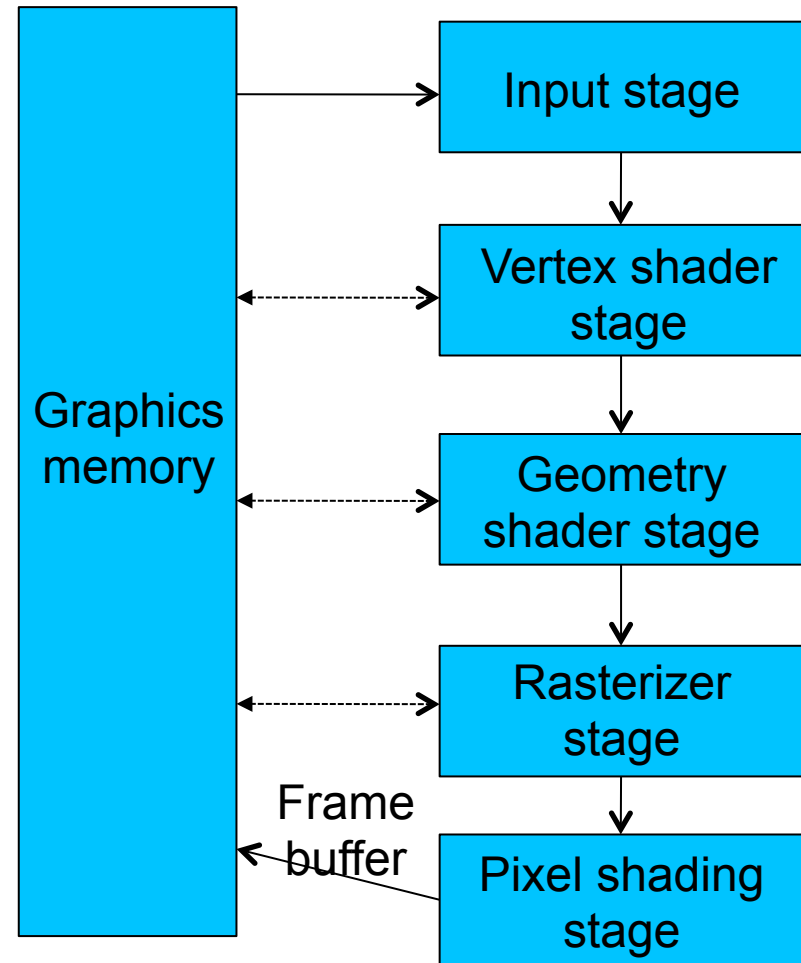 Input stage
Vertex shader
stage
Graphics
memory
Geometry
shader stage
Rasterizer
stage
Frame
buffer
Pixel shading
stage